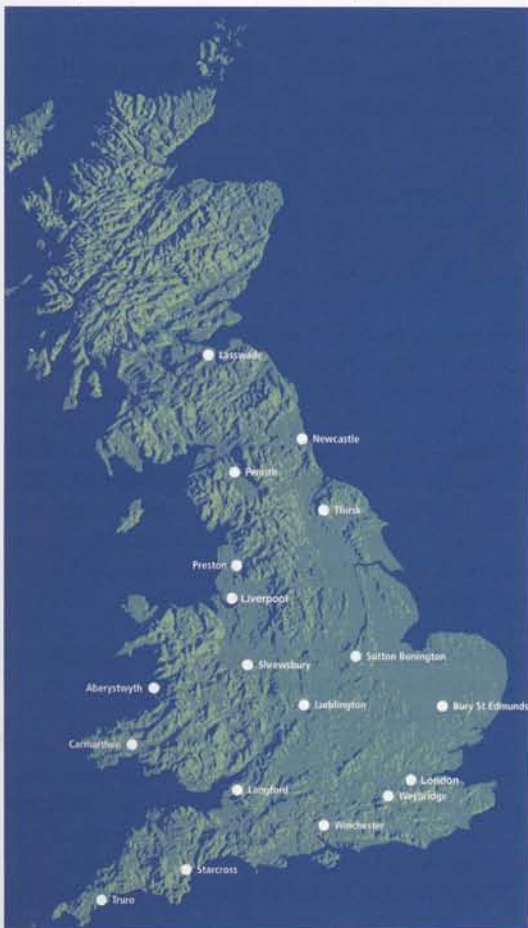 Lasswade
Newcastle
Penrith
Thirsk
Preston
Liverpool
Sutton Bonington
Shrewsbury
Aberystwyth
Luddington
Bury St Edmunds
Carmarthen
London
Langford
Weybridge
Winchester
Starcross
Truro